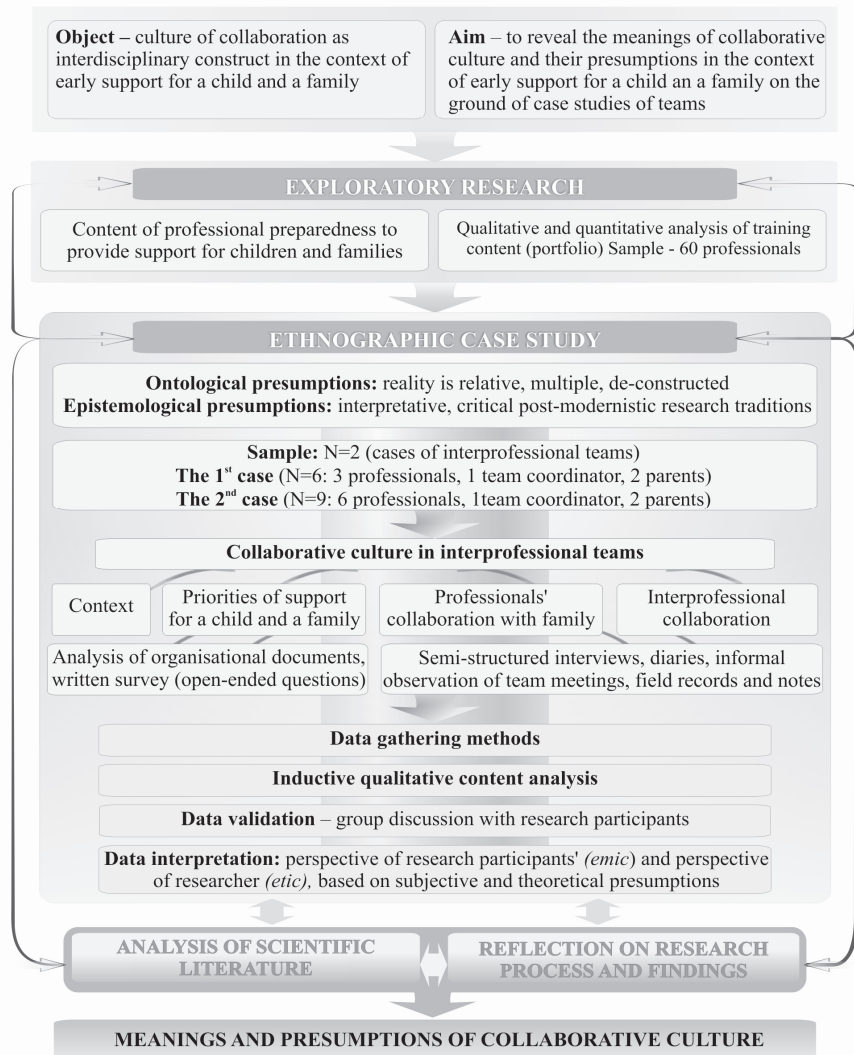 Object – culture of collaboration as
interdisciplinary construct in the context of
early support for a child and a family
Aim – to reveal the meanings of collaborative
culture and their presumptions in the context
of early support for a child an a family on the
ground of case studies of teams
EXPLORATORY RESEARCH
Content of professional preparedness to
provide support for children and families
Qualitative and quantitative analysis of training
content (portfolio) Sample - 60 professionals
ETHNOGRAPHIC CASE STUDY
Ontological presumptions: reality is relative, multiple, de-constructed
Epistemological presumptions: interpretative, critical post-modernistic research traditions
Sample: N=2 (cases of interprofessional teams)
The 1st case (N=6: 3 professionals, 1 team coordinator, 2 parents)
The 2nd case (N=9: 6 professionals, 1team coordinator, 2 parents)
Collaborative culture in interprofessional teams
Context
Priorities of support
for a child and a family
Professionals'
collaboration with family
Interprofessional
collaboration
Analysis of organisational documents,
written survey (open-ended questions)
Semi-structured interviews, diaries, informal
observation of team meetings, field records and notes
Data gathering methods
Inductive qualitative content analysis
Data validation – group discussion with research participants
Data interpretation: perspective of research participants' (emic) and perspective
of researcher (etic), based on subjective and theoretical presumptions
ANALYSIS OF SCIENTIFIC
LITERATURE
REFLECTION ON RESEARCH
PROCESS AND FINDINGS
MEANINGS AND PRESUMPTIONS OF COLLABORATIVE CULTURE